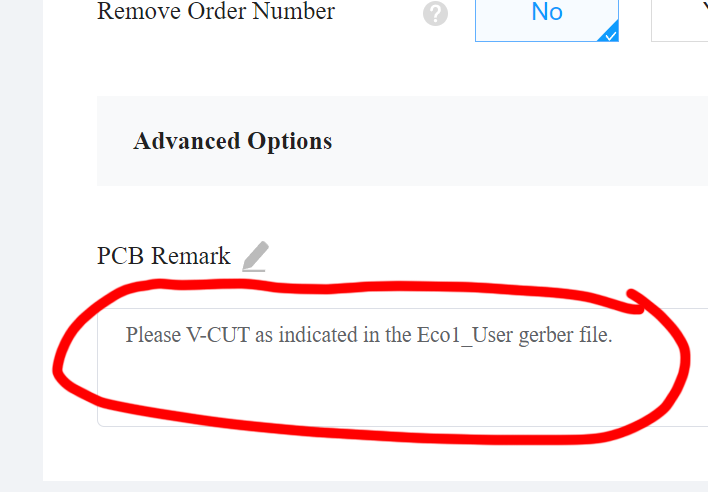 Remove Order Number ? No
Advanced Options
PCB Remark
Please V-CUT as indicated in the Eco1_User gerber file.